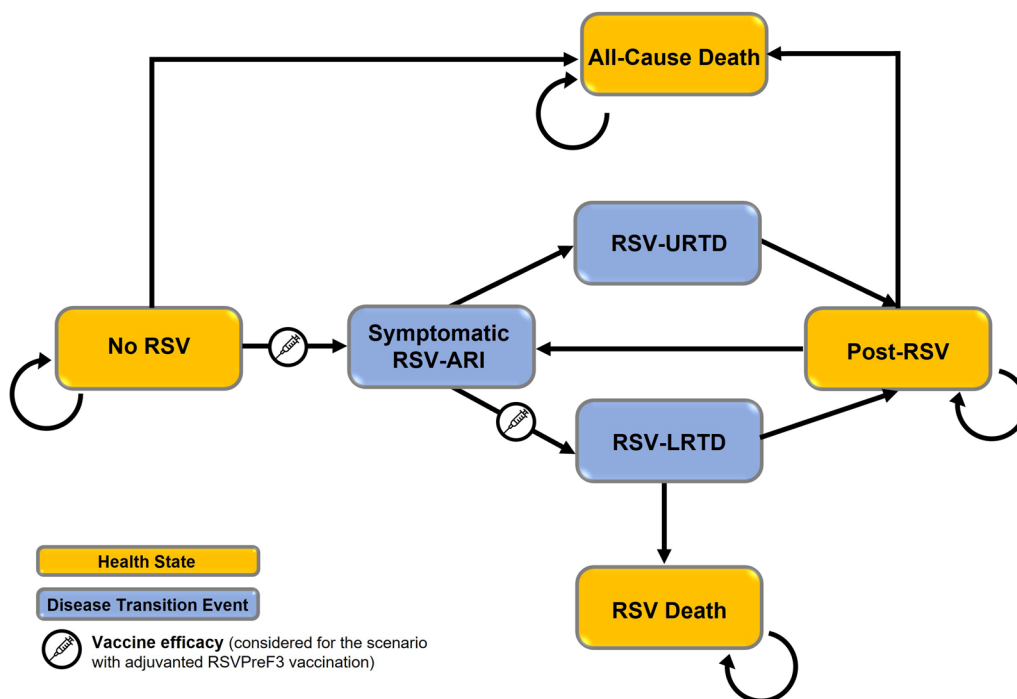 All-Cause Death
RSV-URTD
No RSV
Symptomatic
RSV-ARI
Post-RSV
RSV-LRTD
RSV Death
Health State
Disease Transition Event
Vaccine efficacy (considered for the scenario
with adjuvanted RSVPreF3 vaccination)